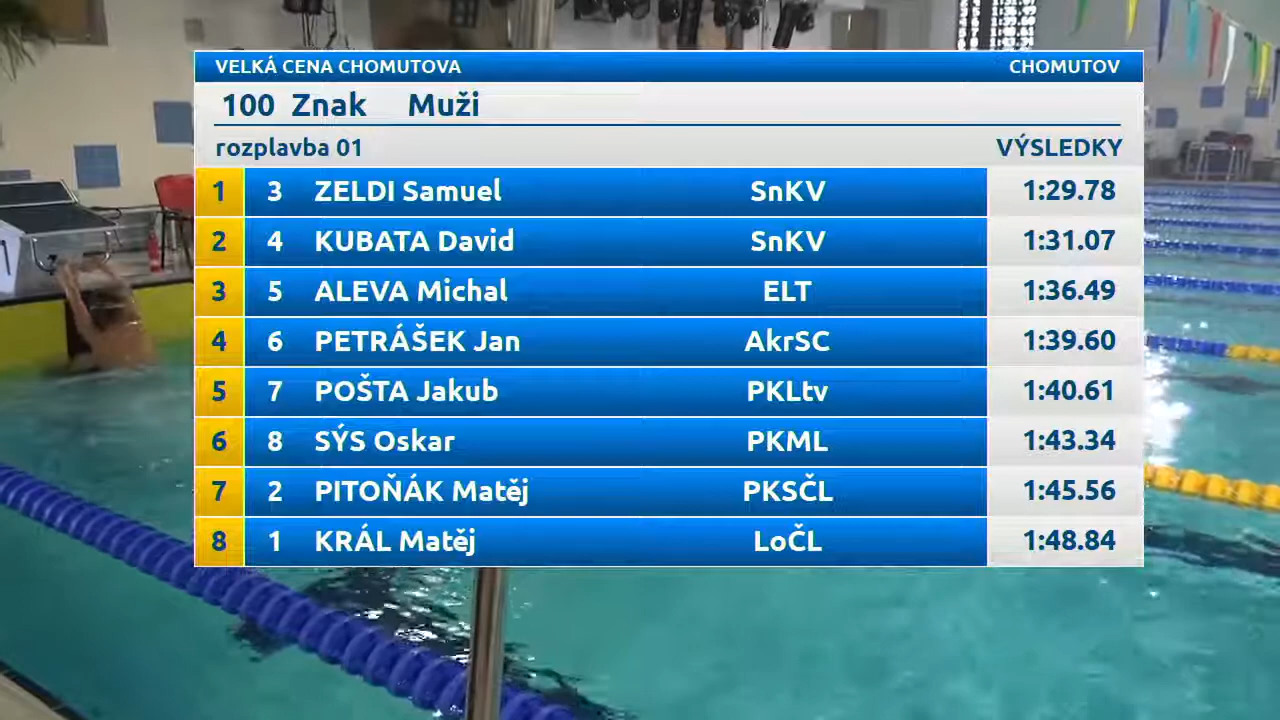 VELKÁ CENA CHOMUTOVA CHOMUTOV
100 Znak Muži
rozplavba 01 VÝSLEDKY
1 3 ZELDI Samuel SnKV 1:29.78
2 4 KUBATA David SnKV 1:31.07
3 5 ALEVA Michal ELT 1:36.49
4 6 PETRÁŠEK Jan AkrSC 1:39.60
5 7 POŠTA Jakub PKLtv 1:40.61
6 8 SÝS Oskar PKML 1:43.34
7 2 PITOŇÁK Matěj PKSČL 1:45.56
8 1 KRÁL Matěj LoČL 1:48.84